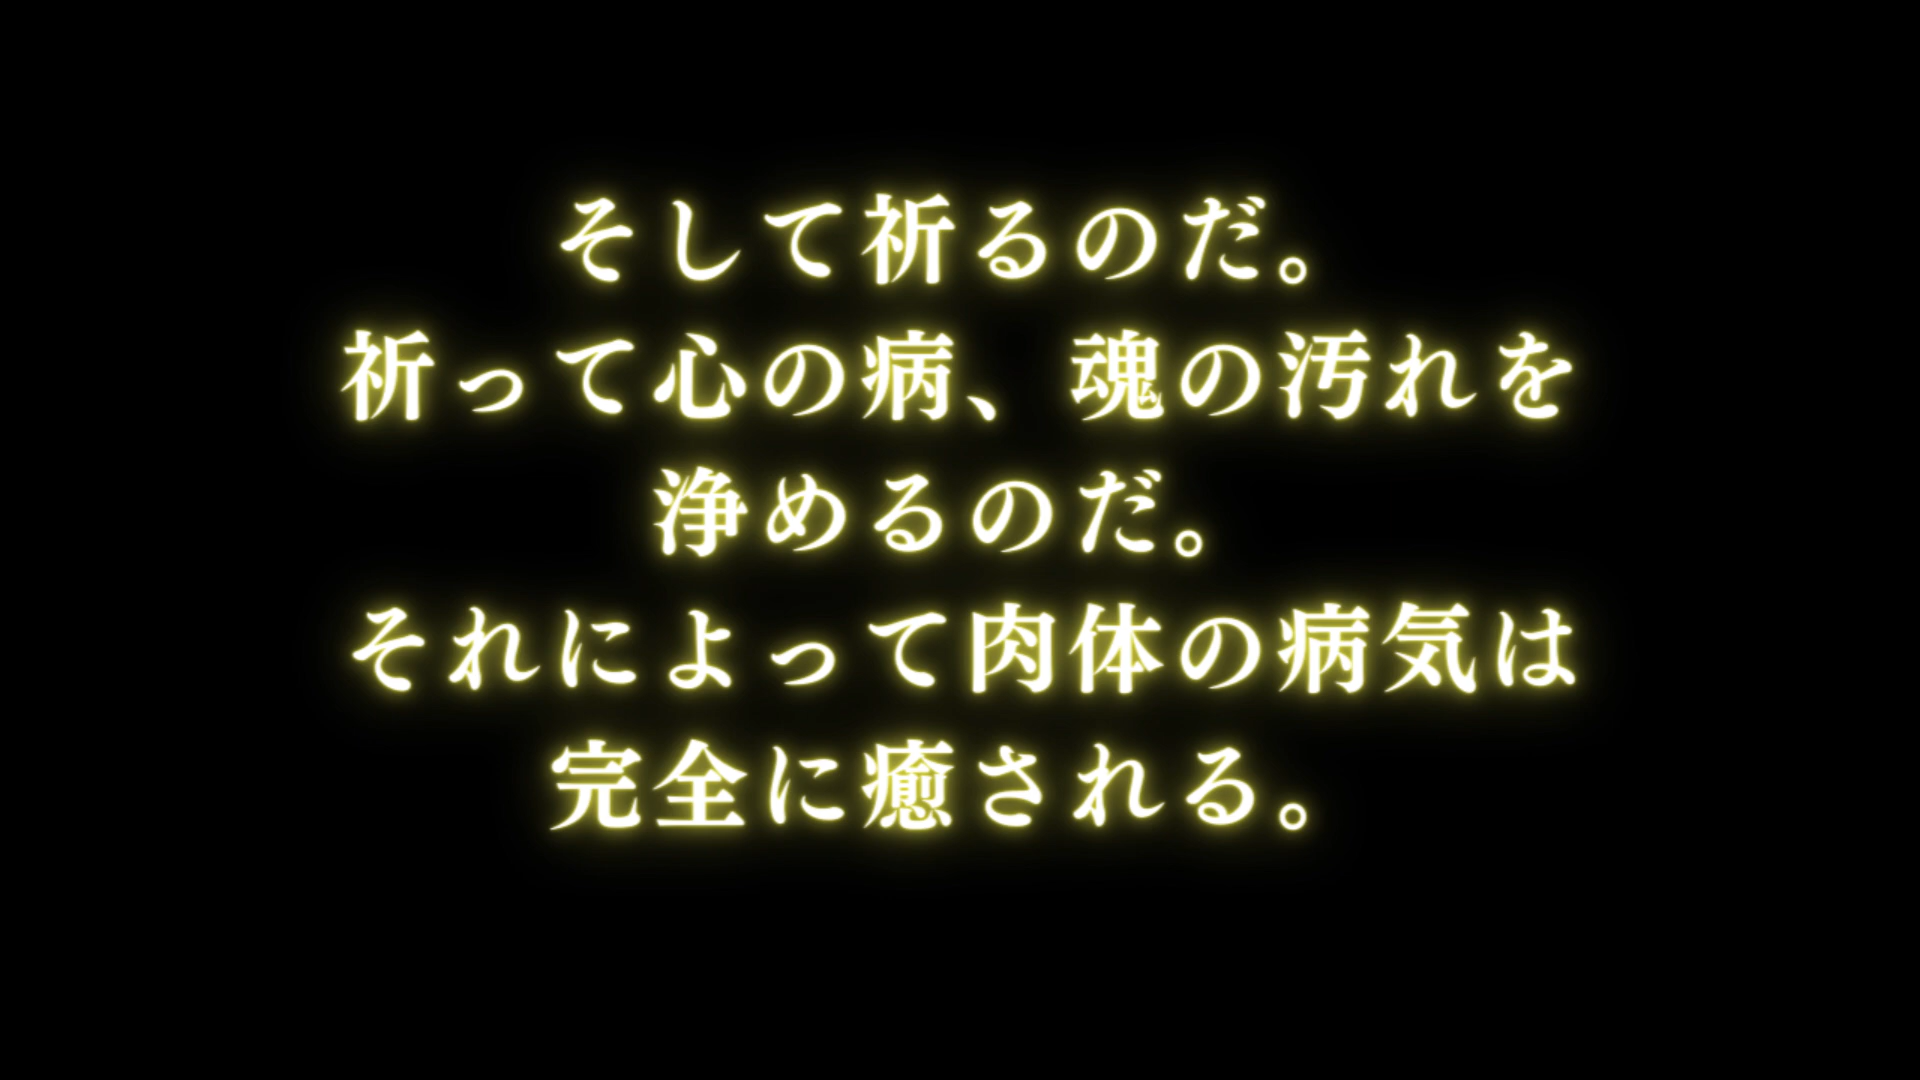 そして祈るのだ。
祈って心の病、魂の汚れを
浄めるのだ。
それによって肉体の病気は
完全に癒される。